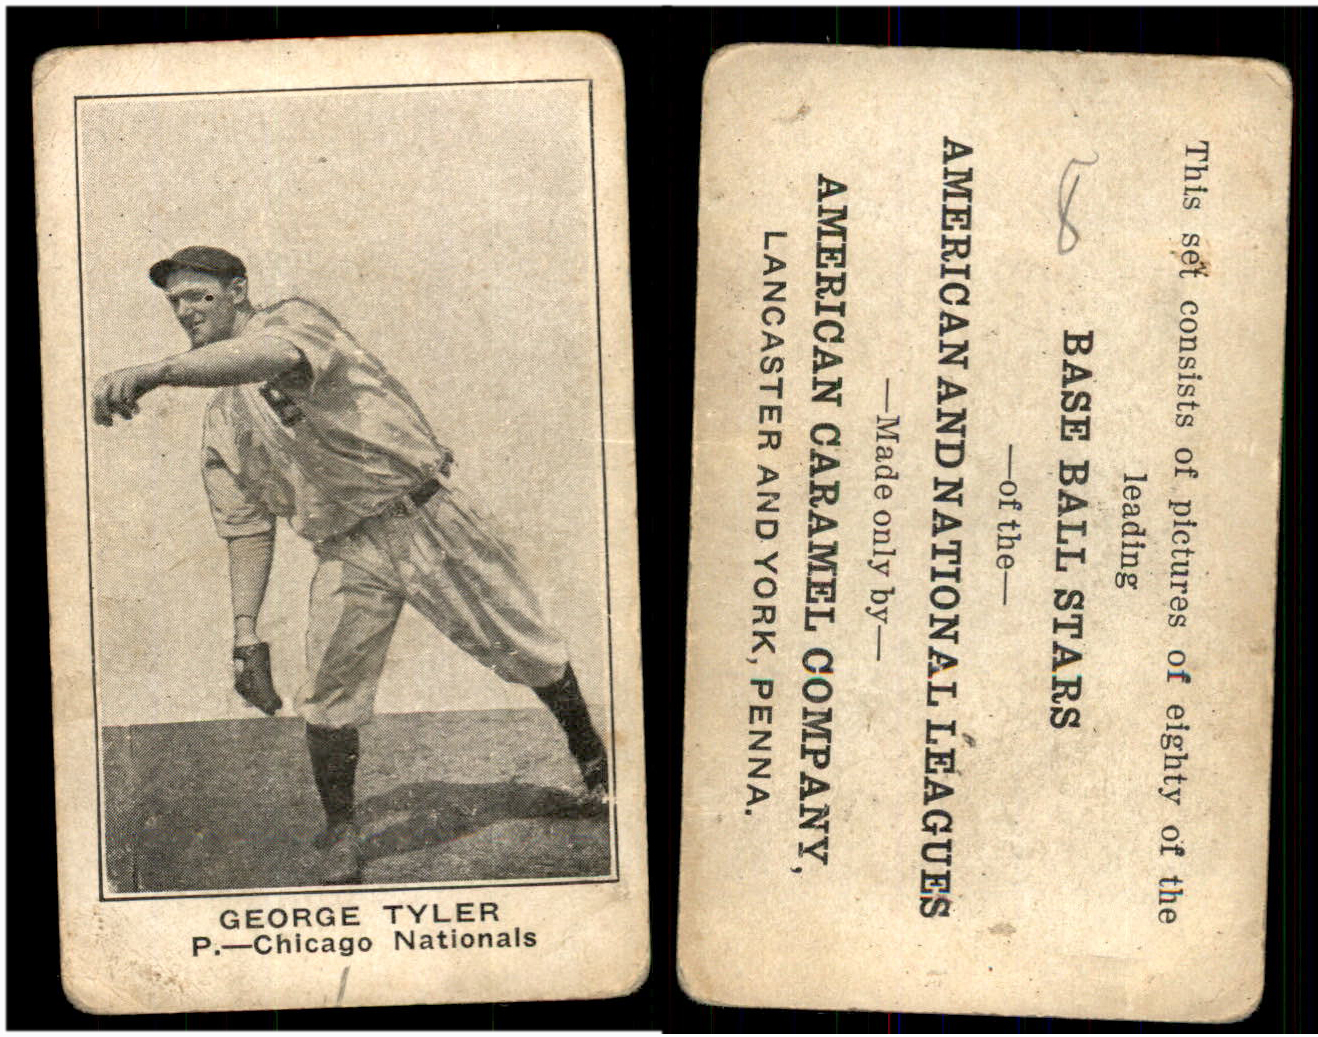 GEORGE TYLER
P.—Chicago Nationals
This set consists of pictures of eighty of the
leading
BASE BALL STARS
—of the—
AMERICAN AND NATIONAL LEAGUES
—Made only by—
AMERICAN CARAMEL COMPANY,
LANCASTER AND YORK, PENNA.